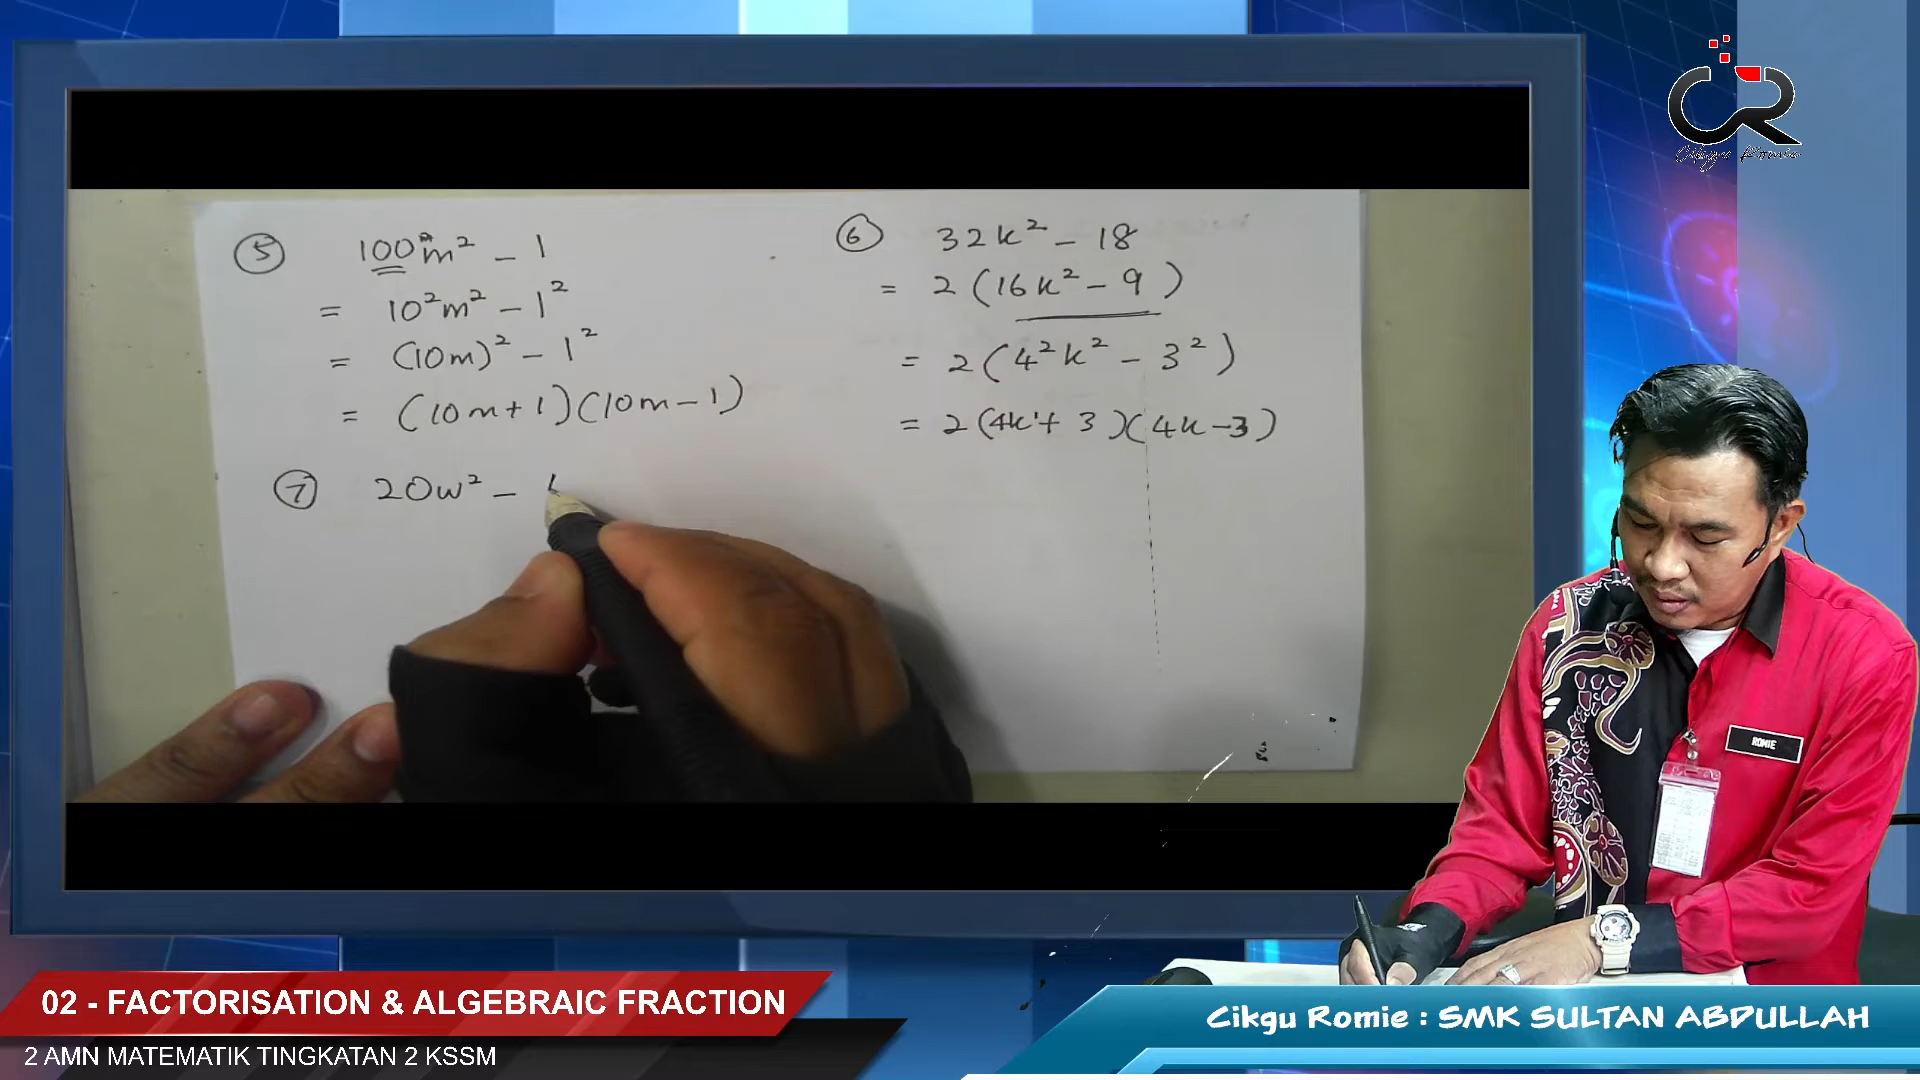 Cikgu Romie
⑤ 100m² - 1
= 10²m² - 1²
= (10m)² - 1²
= (10m+1)(10m-1)
⑥ 32k² - 18
= 2(16k² - 9)
= 2(4²k² - 3²)
= 2(4k + 3)(4k - 3)
⑦ 20w² -
ROMIE
02 - FACTORISATION & ALGEBRAIC FRACTION
2 AMN MATEMATIK TINGKATAN 2 KSSM
Cikgu Romie : SMK SULTAN ABDULLAH